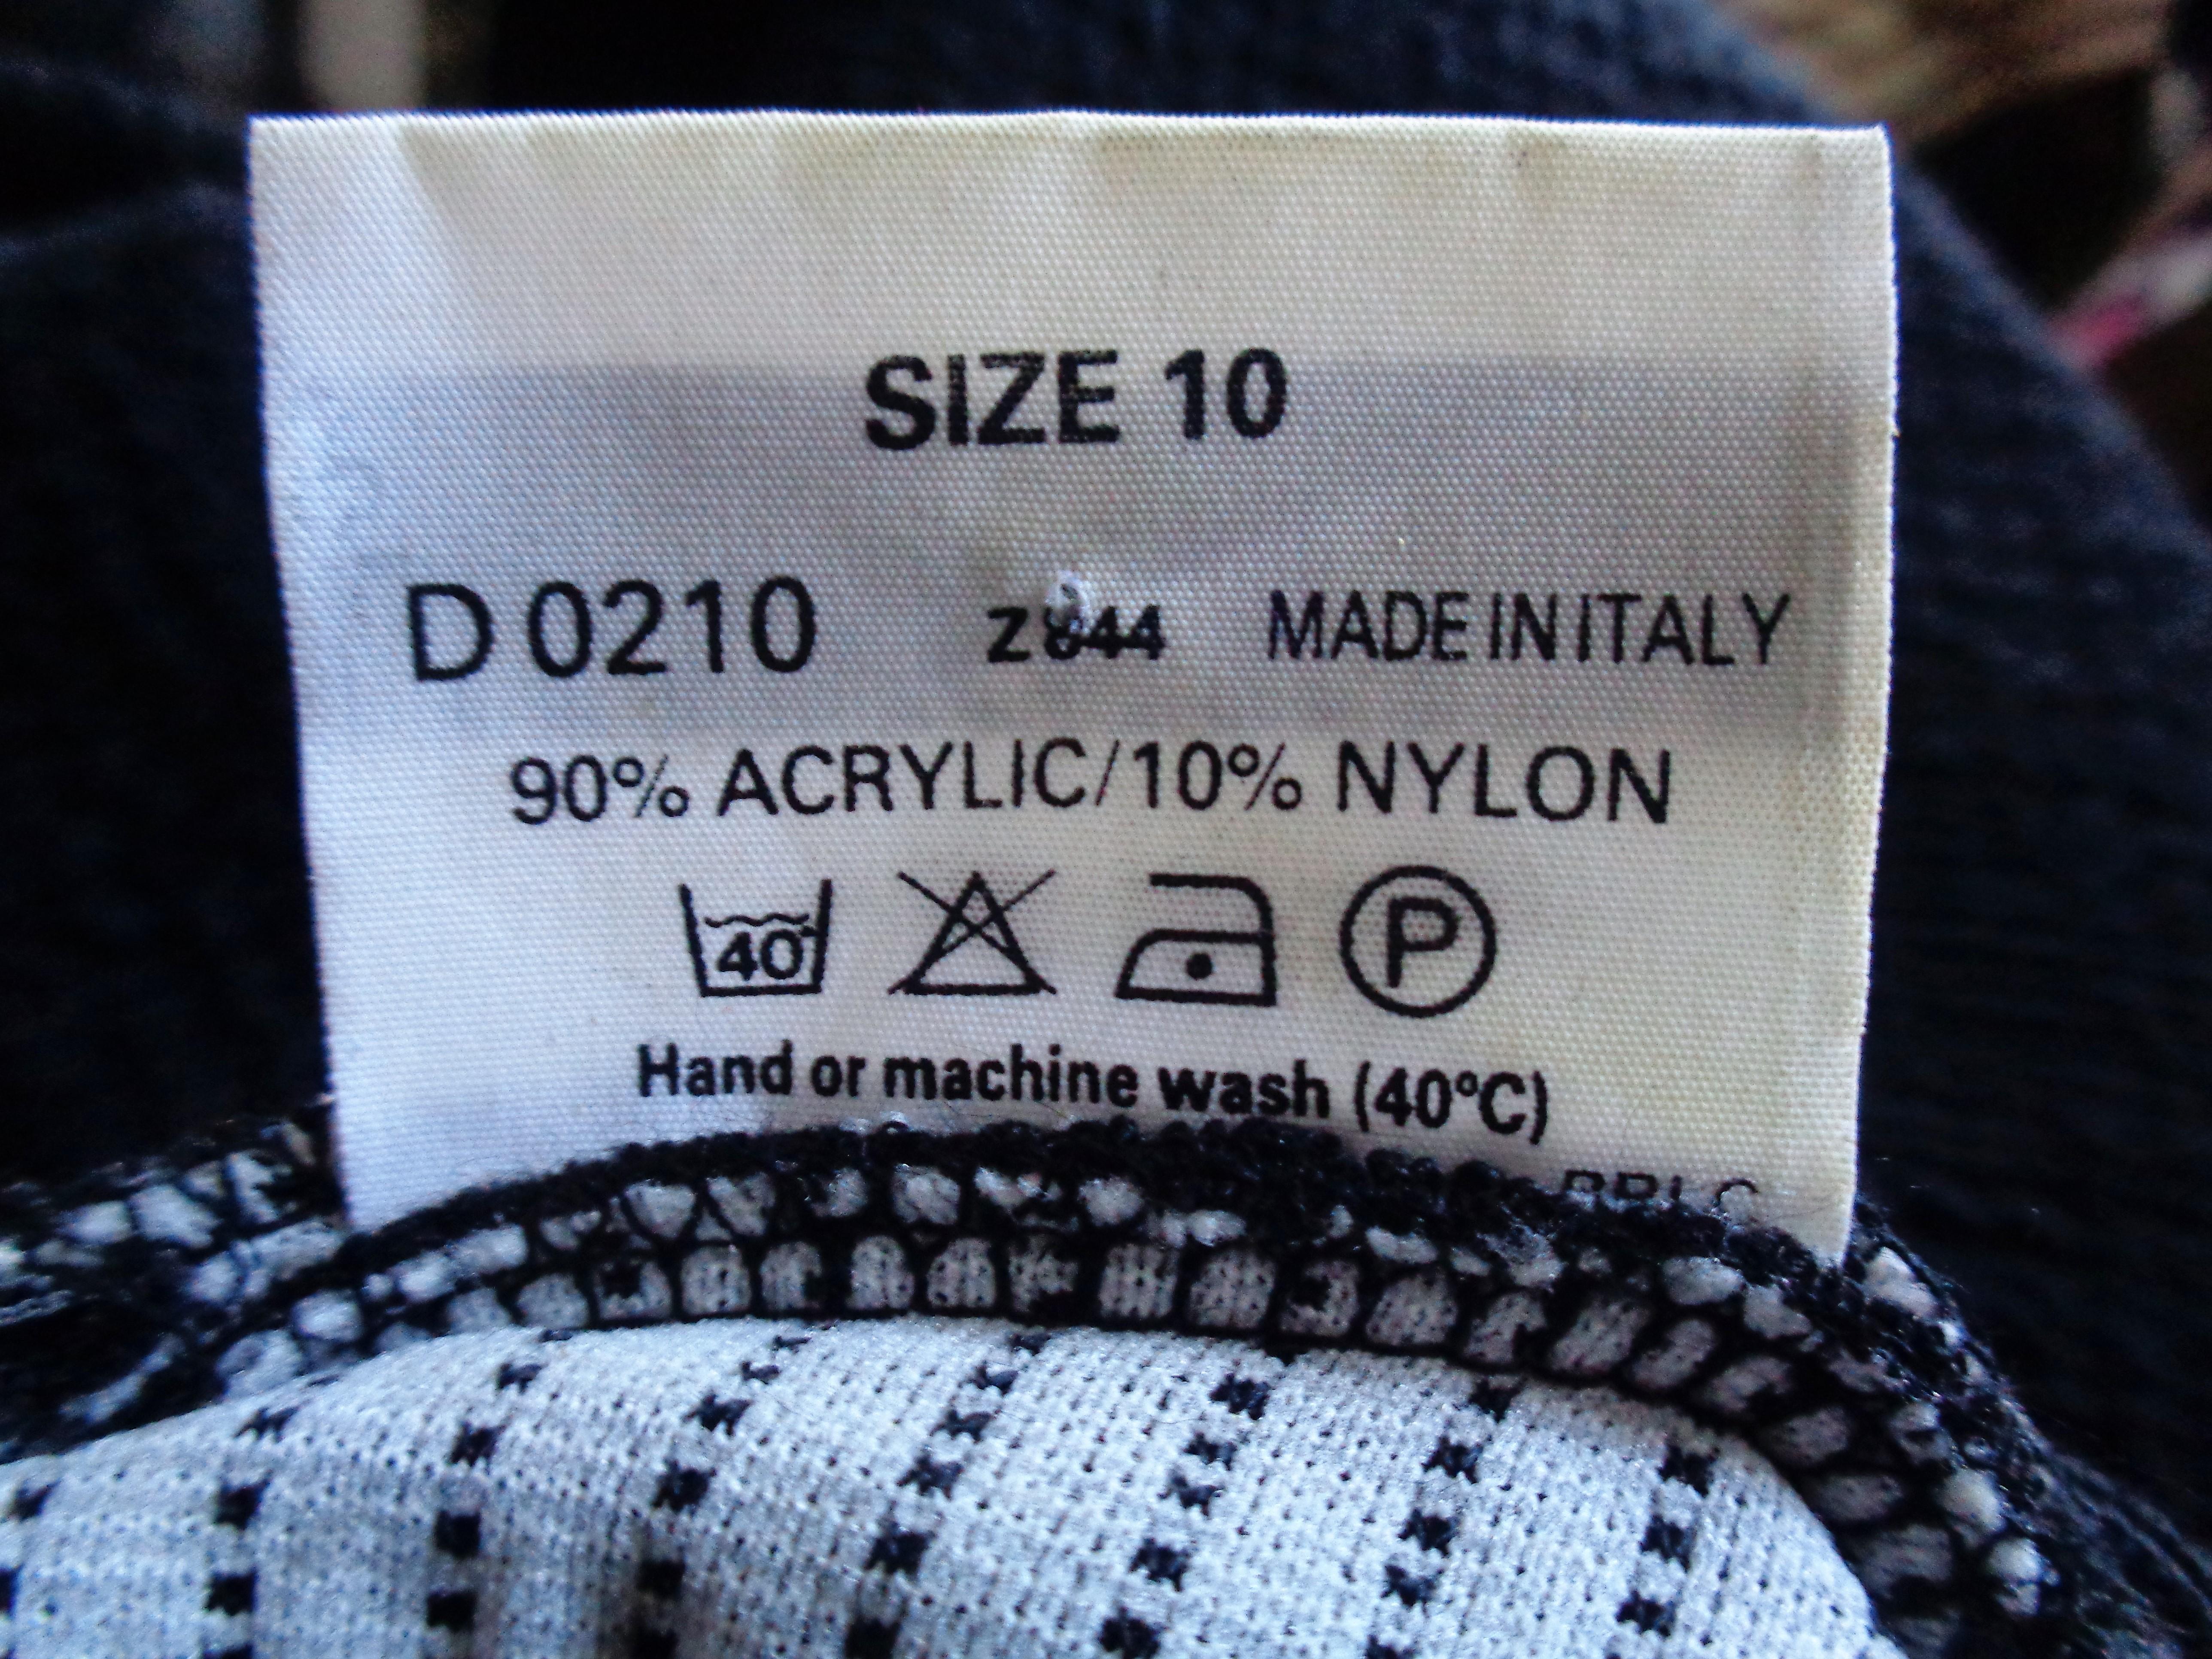 SIZE 10
D 0210 MADE IN ITALY
90% ACRYLIC/10% NYLON
40 P
Hand or machine wash (40°C)